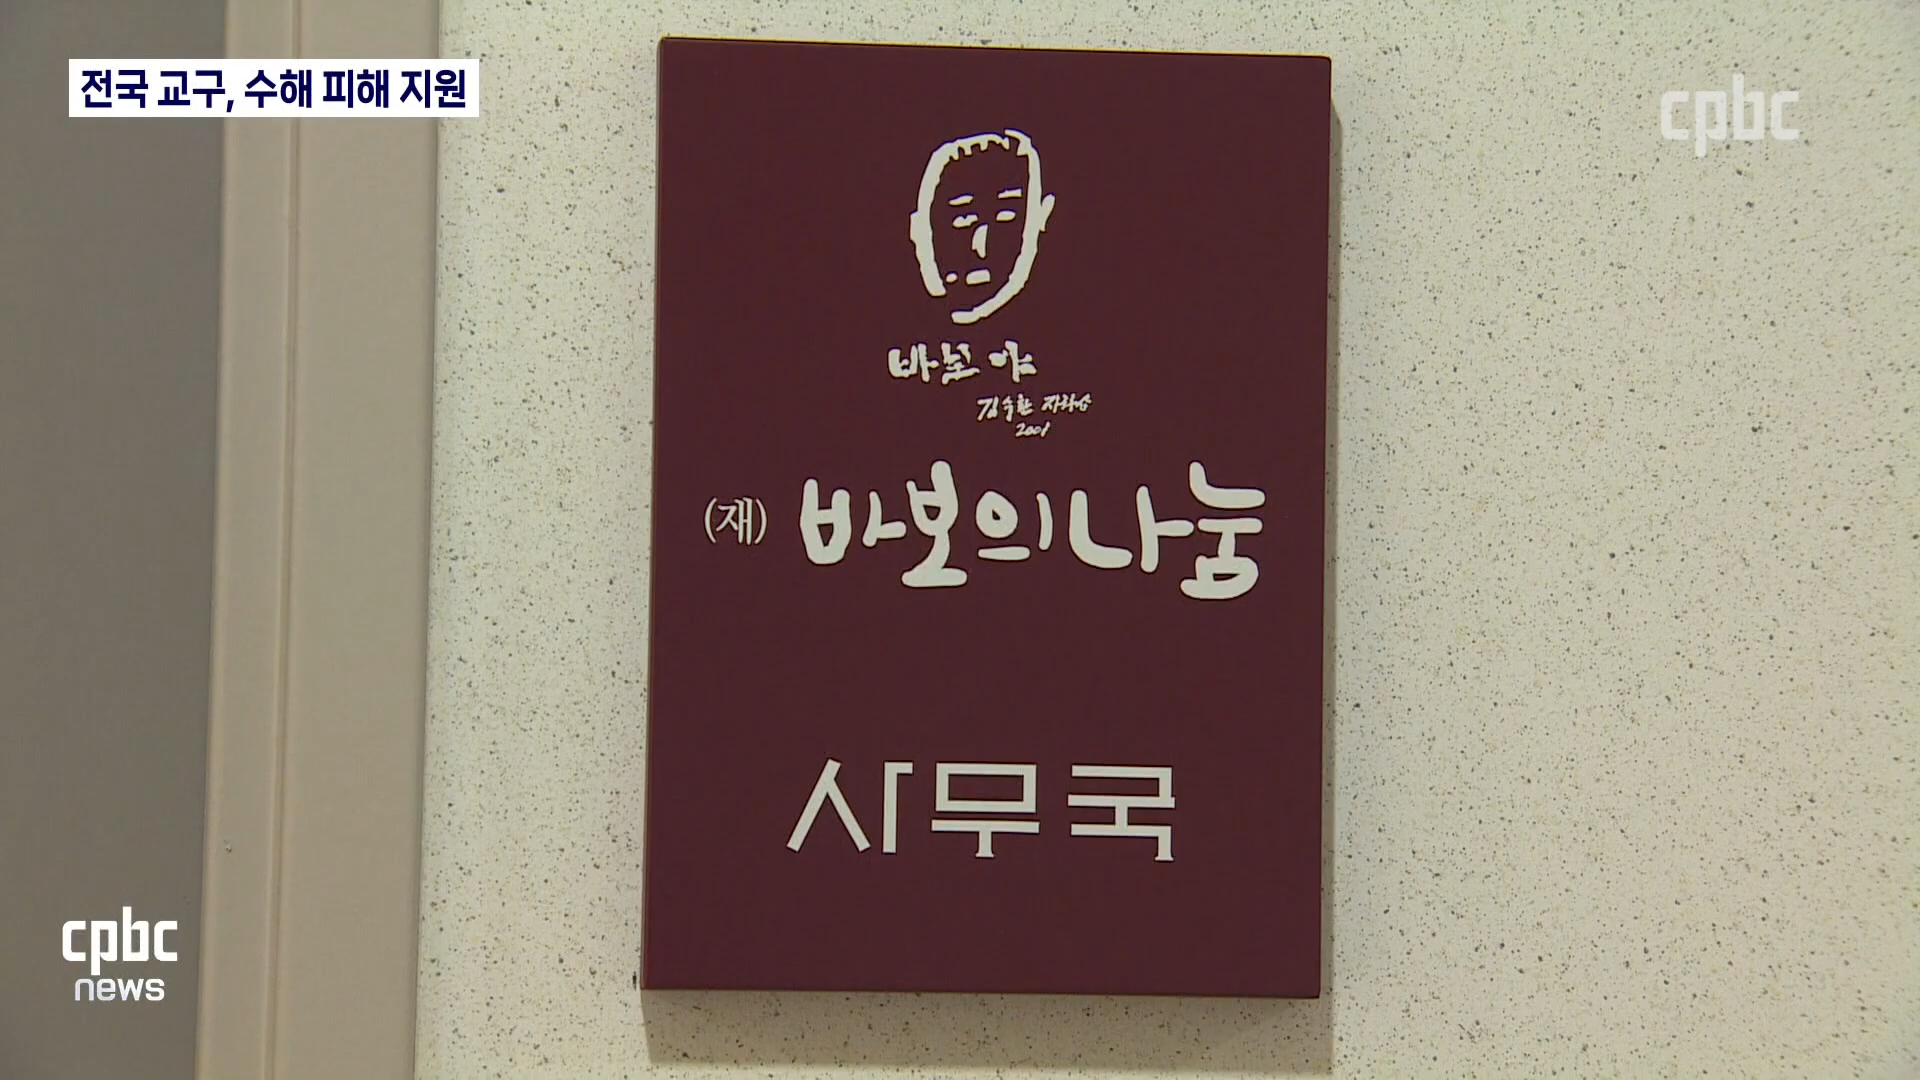 전국 교구, 수해 피해 지원
cpbc
바보야
김수환 자화상
2001
(재) 바보의나눔
사무국
cpbc
news